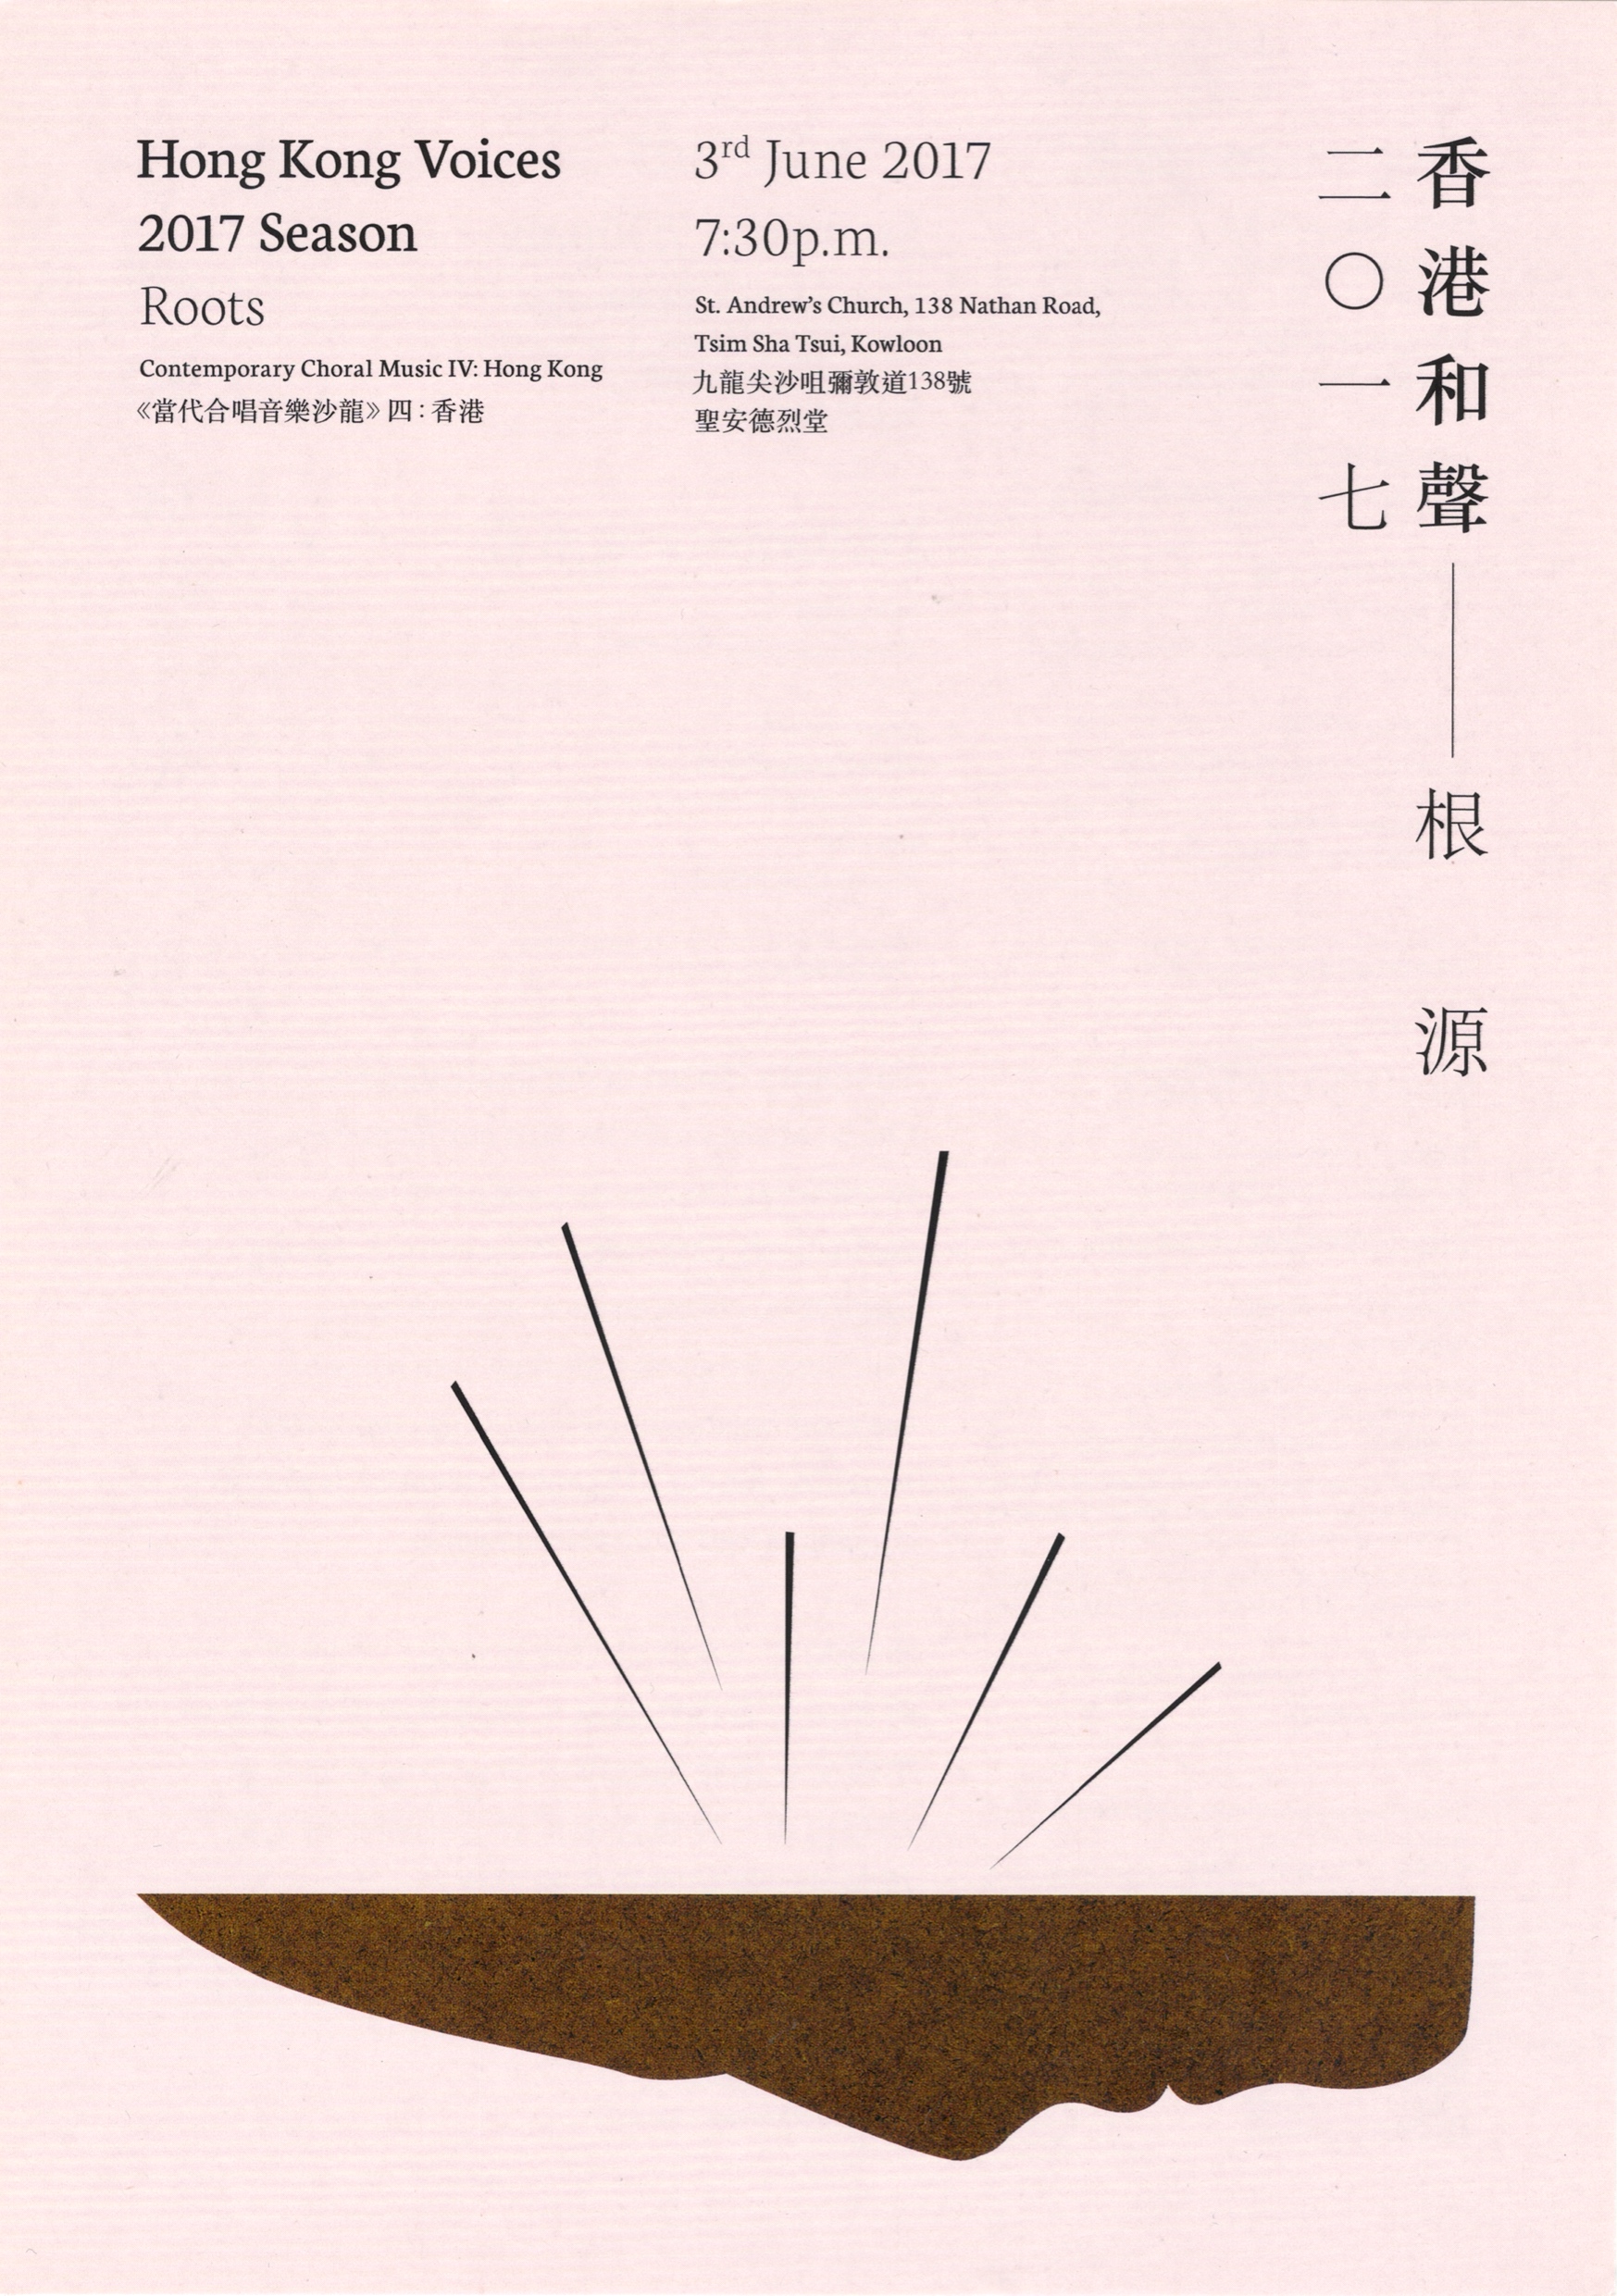 Hong Kong Voices
2017 Season
Roots
Contemporary Choral Music IV: Hong Kong
《當代合唱音樂沙龍》四：香港
3rd June 2017
7:30p.m.
St. Andrew's Church, 138 Nathan Road,
Tsim Sha Tsui, Kowloon
九龍尖沙咀彌敦道138號
聖安德烈堂
香港和聲——根源
二〇一七